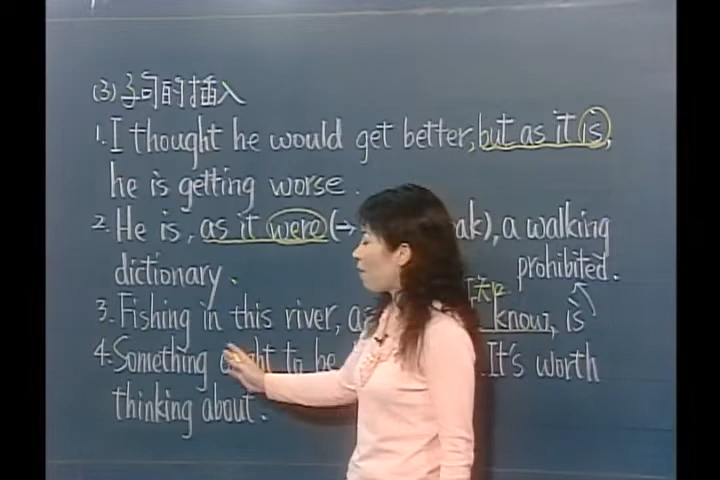 (3) 子句的插入
1. I thought he would get better, but as it is,
he is getting worse.
2. He is, as it were (→ ak), a walking
dictionary. prohibited.
3. Fishing in this river, as know, is
4. Something ought to be It's worth
thinking about.